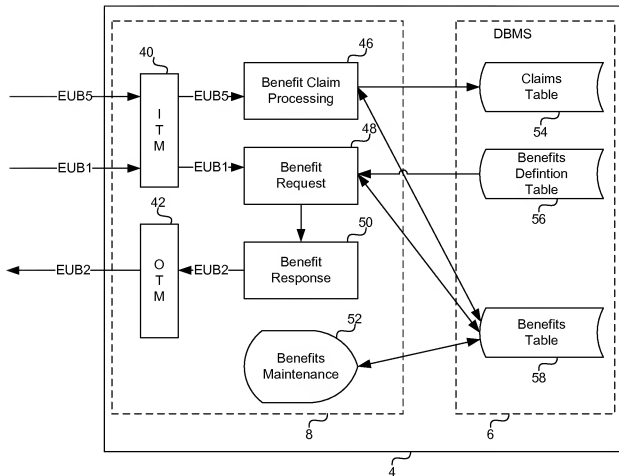 DBMS
40
46
EUB5
I
T
M
EUB5
Benefit Claim
Processing
Claims
Table
54
48
EUB1
EUB1
Benefit
Request
Benefits
Defintion
Table
56
42
50
EUB2
O
T
M
EUB2
Benefit
Response
52
Benefits
Maintenance
Benefits
Table
58
8
6
4